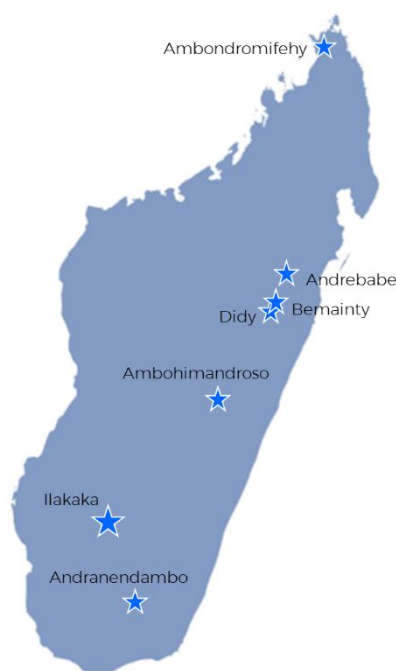 Ambondromifehy
Andrebabe
Bemainty
Didy
Ambohimandroso
Ilakaka
Andranendambo